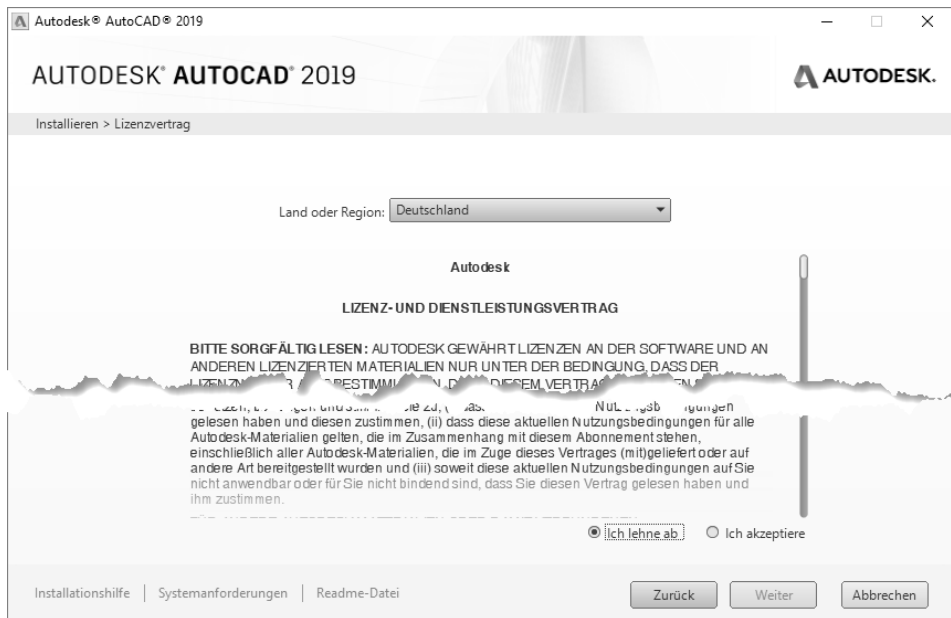 Autodesk® AutoCAD® 2019
AUTODESK® AUTOCAD® 2019
AUTODESK.
Installieren > Lizenzvertrag
Land oder Region: Deutschland
Autodesk
LIZENZ- UND DIENSTLEISTUNGSVERTRAG
BITTE SORGFÄLTIG LESEN: AUTODESK GEWÄHRT LIZENZEN AN DER SOFTWARE UND AN
ANDEREN LIZENZIERTEN MATERIALIEN NUR UNTER DER BEDINGUNG, DASS DER
gelesen haben und diesen zustimmen, (ii) dass diese aktuellen Nutzungsbedingungen für alle
Autodesk-Materialien gelten, die im Zusammenhang mit diesem Abonnement stehen,
einschließlich aller Autodesk-Materialien, die im Zuge dieses Vertrages (mit)geliefert oder auf
andere Art bereitgestellt wurden und (iii) soweit diese aktuellen Nutzungsbedingungen auf Sie
nicht anwendbar oder für Sie nicht bindend sind, dass Sie diesen Vertrag gelesen haben und
ihm zustimmen.
Ich lehne ab Ich akzeptiere
Installationshilfe | Systemanforderungen | Readme-Datei Zurück Weiter Abbrechen